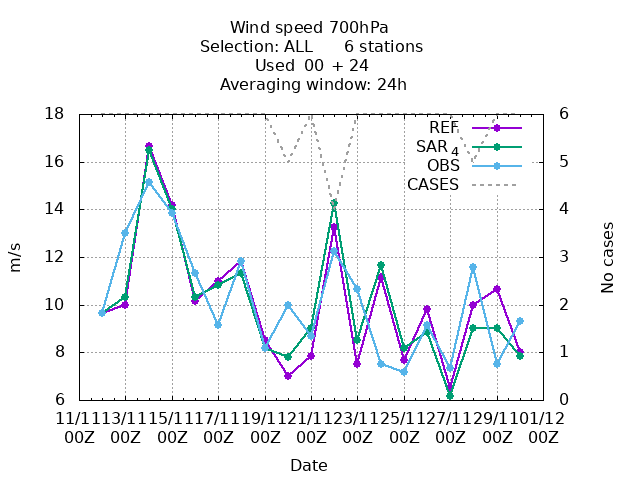 Wind speed 700hPa
Selection: ALL 6 stations
Used 00 + 24
Averaging window: 24h
18 6
REF
16 5
SAR 4
OBS
CASES
14 4
12 3
m/s
No cases
10 2
8 1
6 0
11/11 13/11 15/11 17/11 19/11 21/11 23/11 25/11 27/11 29/11 01/12
00Z 00Z 00Z 00Z 00Z 00Z 00Z 00Z 00Z 00Z 00Z
Date